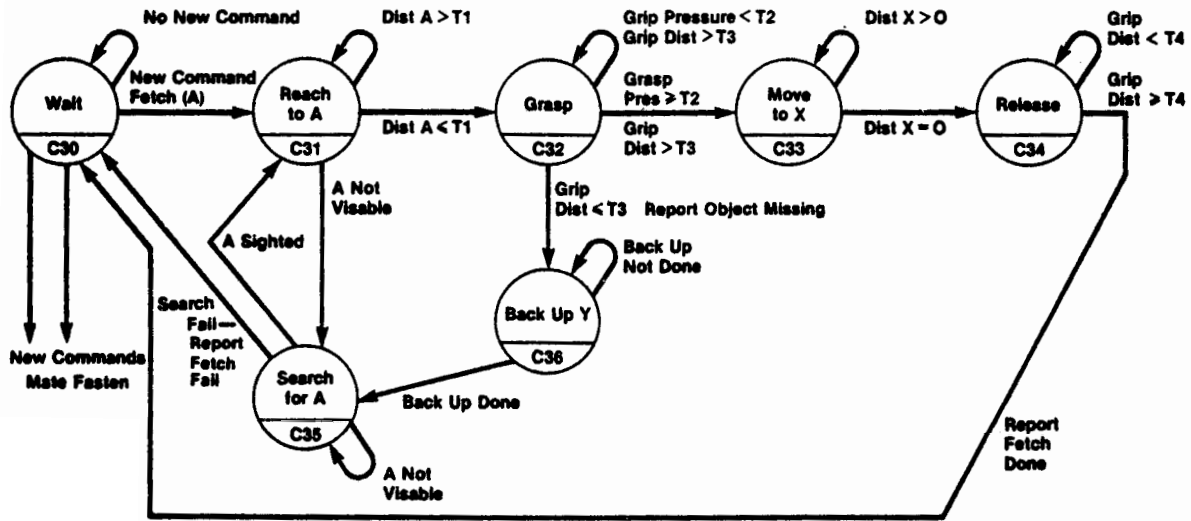 No New Command
Dist A > T1
Grip Pressure < T2
Grip Dist > T3
Dist X > O
Grip
Dist < T4
Wait
C30
New Command
Fetch (A)
Reach
to A
C31
Dist A ⩽ T1
Grasp
C32
Grasp
Pres ⩾ T2
Grip
Dist > T3
Move
to X
C33
Dist X = O
Release
C34
Grip
Dist ⩾ T4
A Not
Visable
Grip
Dist ⩽ T3 Report Object Missing
A Sighted
Back Up
Not Done
Back Up Y
C36
Search
Fail—
Report
Fetch
Fail
New Commands
Mate Fasten
Search
for A
C35
Back Up Done
A Not
Visable
Report
Fetch
Done